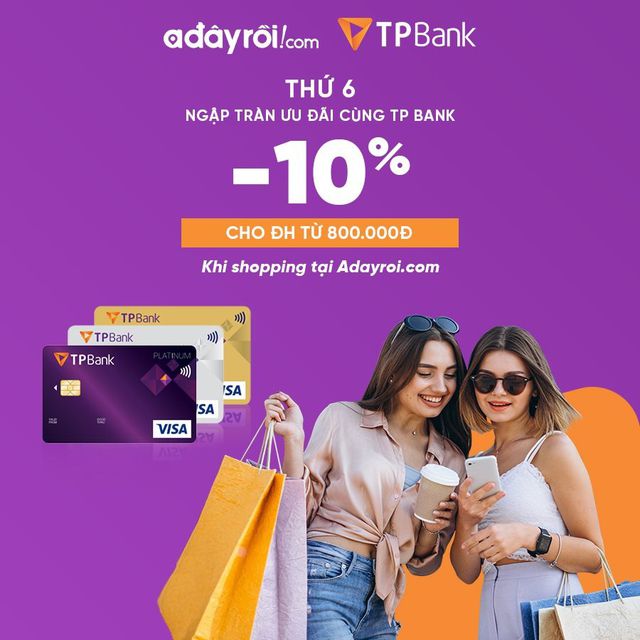 ađâyrồi!com TPBank
THỨ 6
NGẬP TRÀN ƯU ĐÃI CÙNG TP BANK
-10%
CHO ĐH TỪ 800.000Đ
Khi shopping tại Adayroi.com
TPBank
TPBank
TPBank PLATINUM
VISA
VISA
VISA